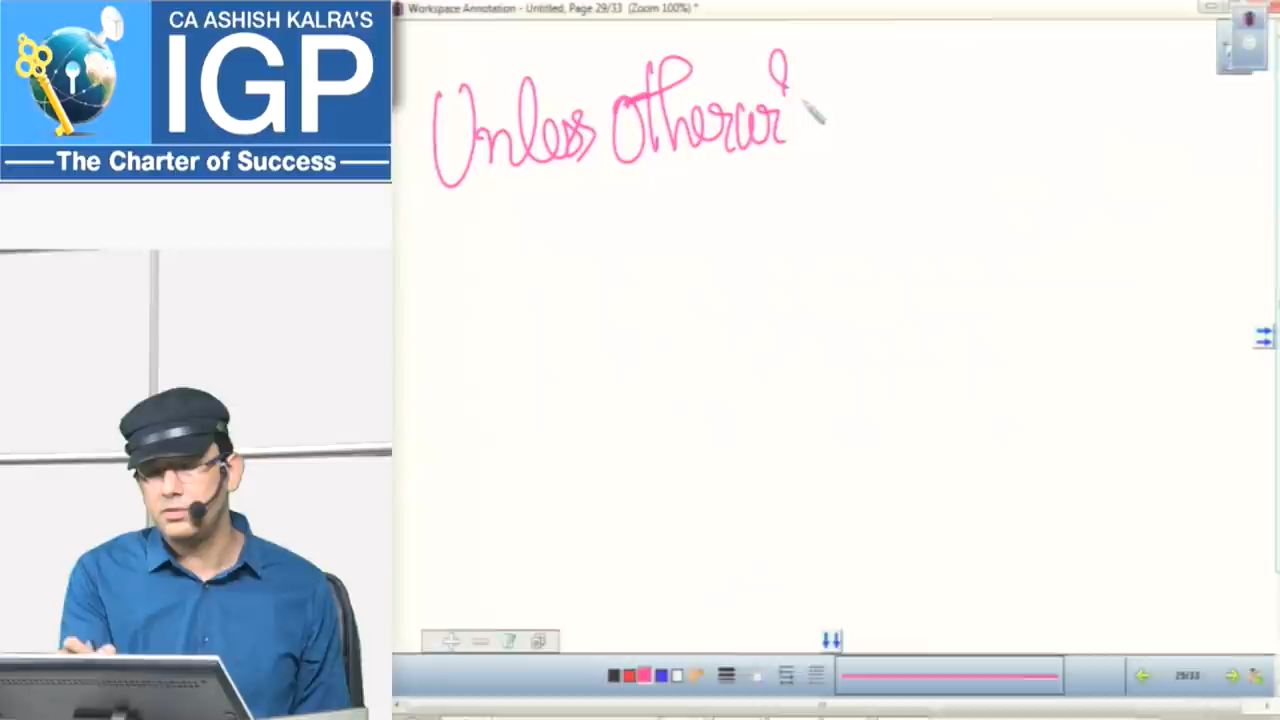 CA ASHISH KALRA'S
IGP
The Charter of Success
Workspace Annotation - Untitled, Page 29/33 (Zoom 100%) *
Unless Otherwi
29/33